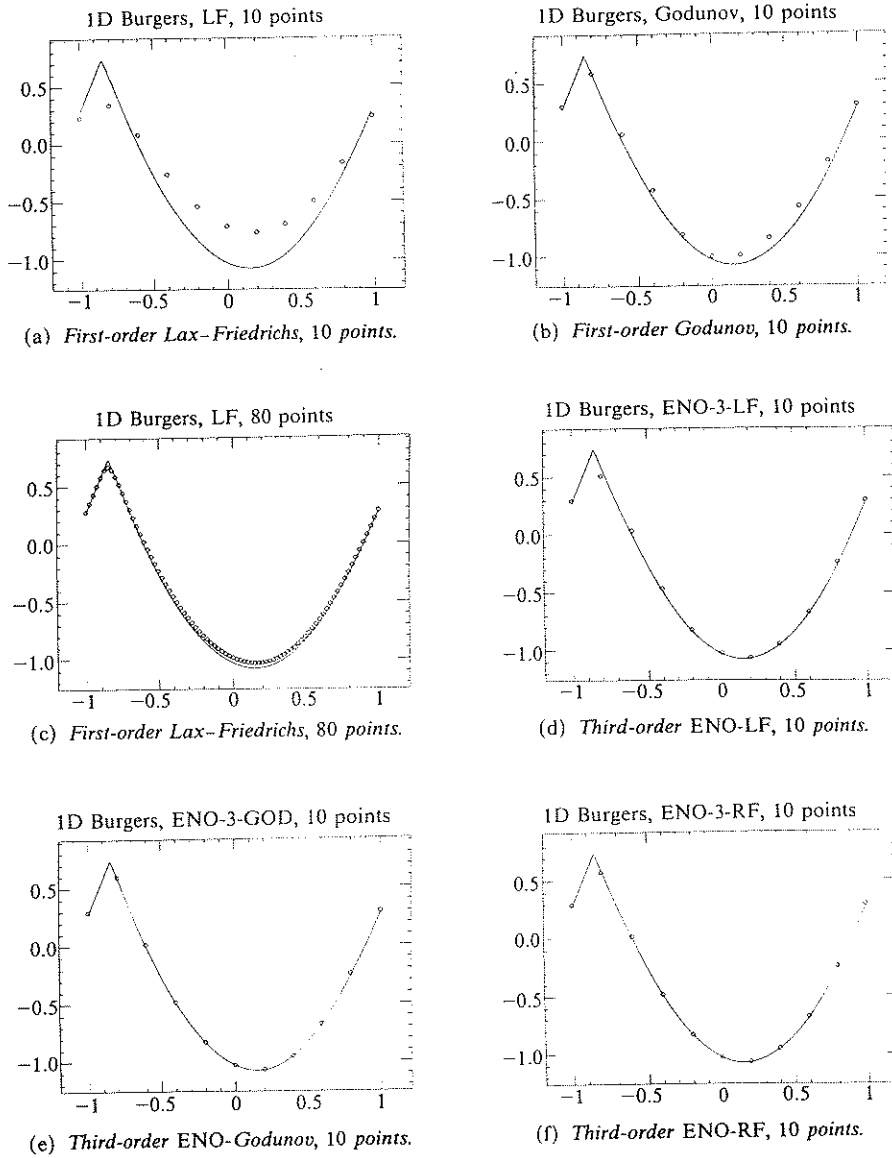 1D Burgers, LF, 10 points
0.5
0.0
−0.5
−1.0
−1 −0.5 0 0.5 1
(a) First-order Lax–Friedrichs, 10 points.
1D Burgers, Godunov, 10 points
0.5
0.0
−0.5
−1.0
−1 −0.5 0 0.5 1
(b) First-order Godunov, 10 points.
1D Burgers, LF, 80 points
0.5
0.0
−0.5
−1.0
−1 −0.5 0 0.5 1
(c) First-order Lax–Friedrichs, 80 points.
1D Burgers, ENO-3-LF, 10 points
0.5
0.0
−0.5
−1.0
−1 −0.5 0 0.5 1
(d) Third-order ENO-LF, 10 points.
1D Burgers, ENO-3-GOD, 10 points
0.5
0.0
−0.5
−1.0
−1 −0.5 0 0.5 1
(e) Third-order ENO-Godunov, 10 points.
1D Burgers, ENO-3-RF, 10 points
0.5
0.0
−0.5
−1.0
−1 −0.5 0 0.5 1
(f) Third-order ENO-RF, 10 points.